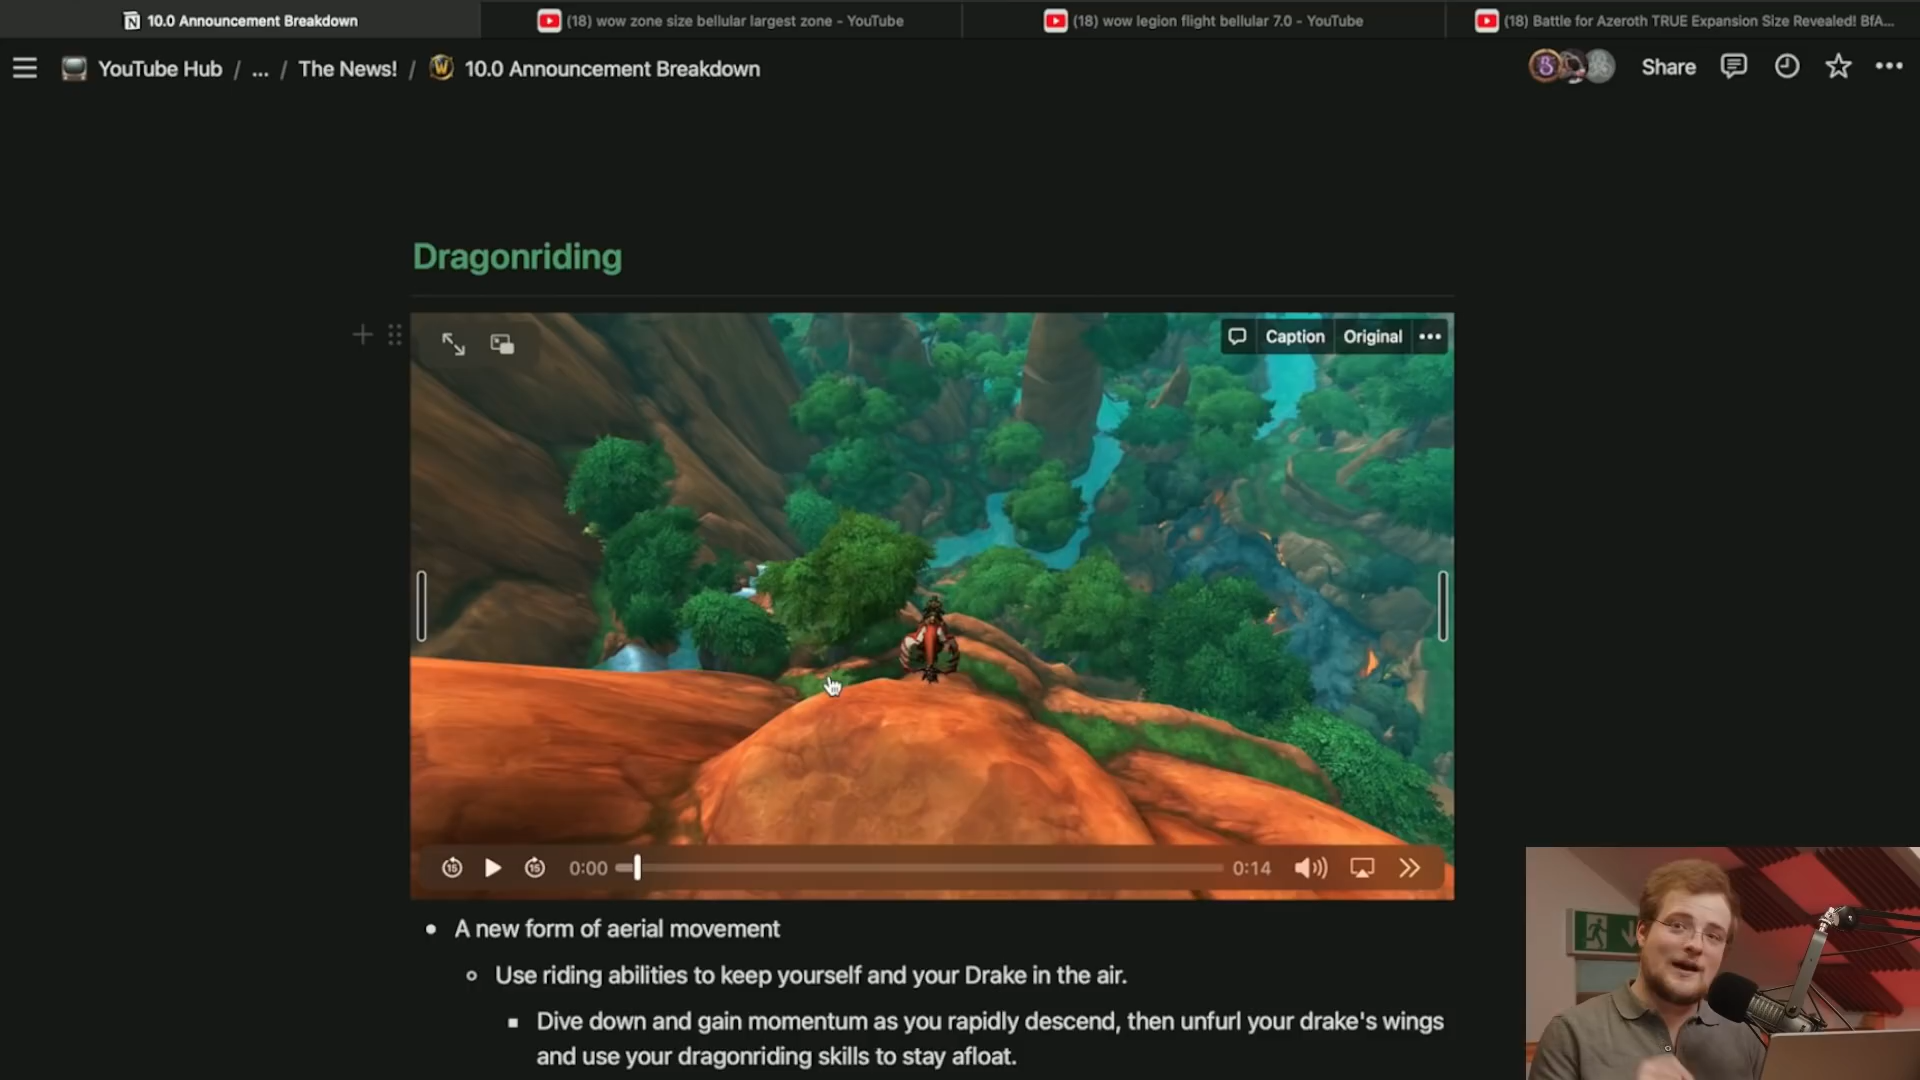 10.0 Announcement Breakdown
(18) wow zone size bellular largest zone - YouTube
(18) wow legion flight bellular 7.0 - YouTube
(18) Battle for Azeroth TRUE Expansion Size Revealed! BfA...
YouTube Hub / ... / The News! / 10.0 Announcement Breakdown
Share
Dragonriding
Caption
Original
15
15
0:00
0:14
A new form of aerial movement
Use riding abilities to keep yourself and your Drake in the air.
Dive down and gain momentum as you rapidly descend, then unfurl your drake's wings
and use your dragonriding skills to stay afloat.